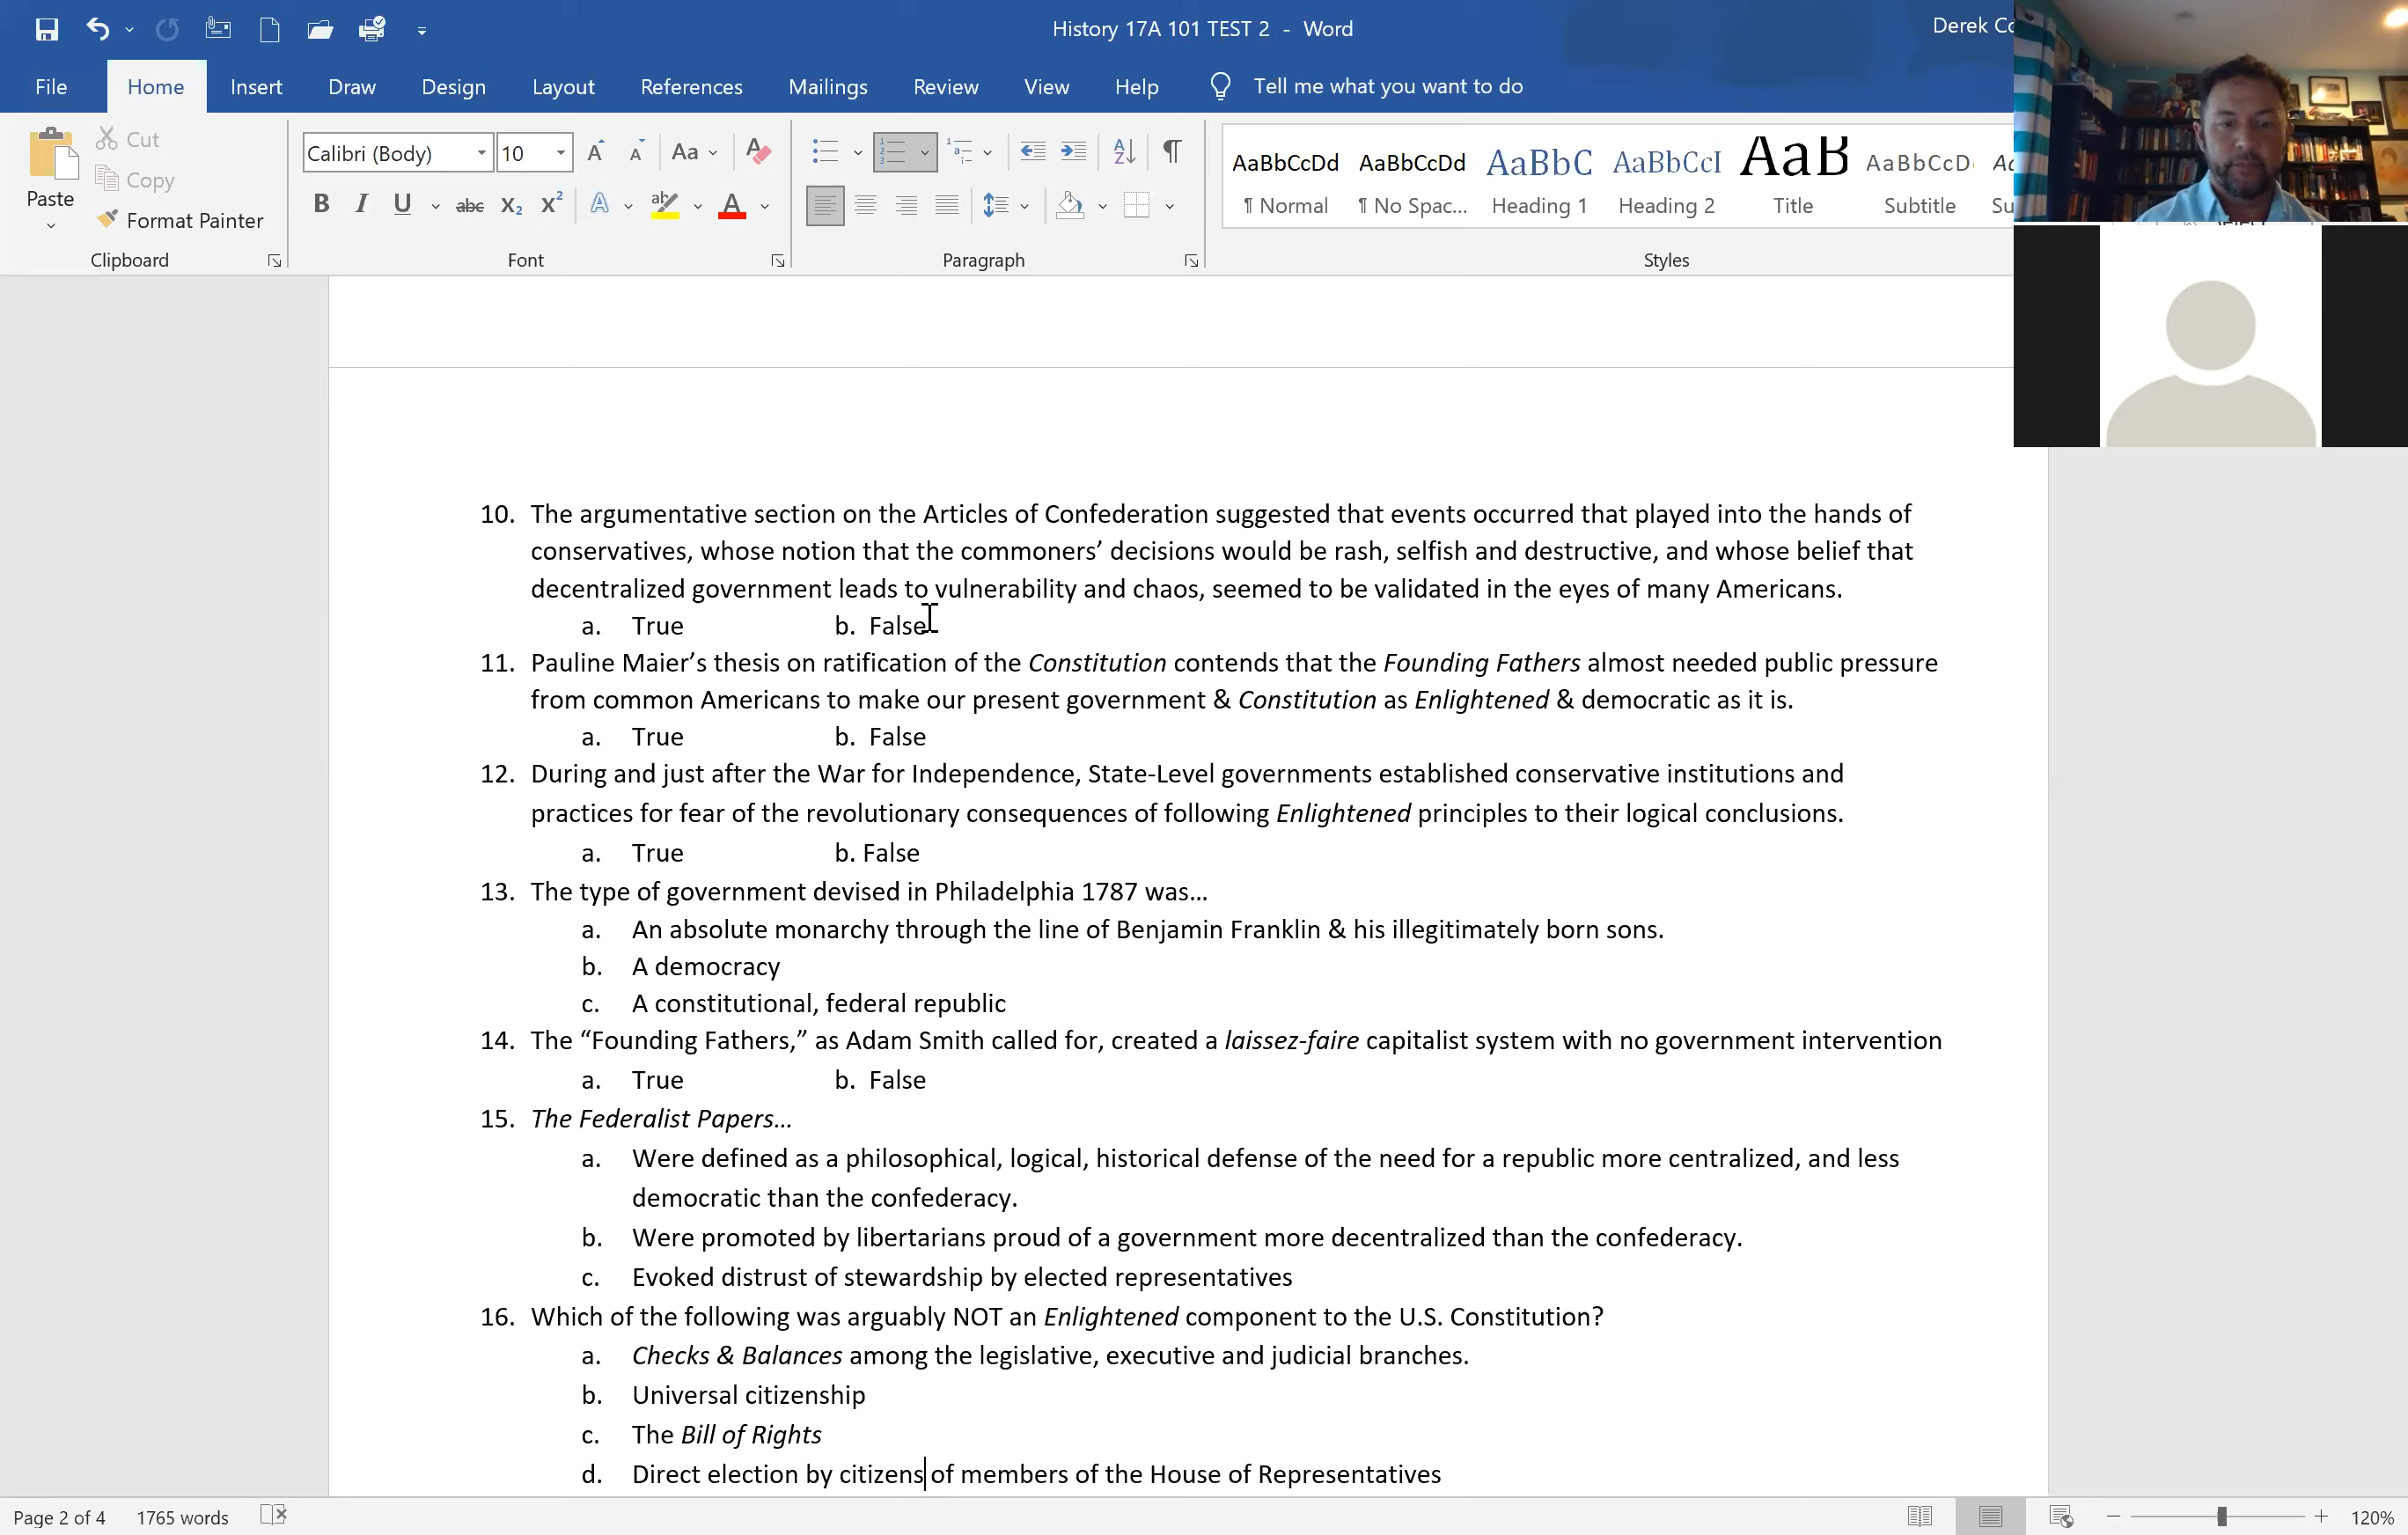 History 17A 101 TEST 2 - Word
Derek Co
File Home Insert Draw Design Layout References Mailings Review View Help Tell me what you want to do
Paste
Cut
Copy
Format Painter
Clipboard
Calibri (Body) 10
Font
Paragraph
AaBbCcDd AaBbCcDd AaBbC AaBbCcI AaB AaBbCcD
¶ Normal ¶ No Spac... Heading 1 Heading 2 Title Subtitle Su
Styles
10. The argumentative section on the Articles of Confederation suggested that events occurred that played into the hands of
conservatives, whose notion that the commoners’ decisions would be rash, selfish and destructive, and whose belief that
decentralized government leads to vulnerability and chaos, seemed to be validated in the eyes of many Americans.
a. True b. False
11. Pauline Maier’s thesis on ratification of the Constitution contends that the Founding Fathers almost needed public pressure
from common Americans to make our present government & Constitution as Enlightened & democratic as it is.
a. True b. False
12. During and just after the War for Independence, State-Level governments established conservative institutions and
practices for fear of the revolutionary consequences of following Enlightened principles to their logical conclusions.
a. True b. False
13. The type of government devised in Philadelphia 1787 was…
a. An absolute monarchy through the line of Benjamin Franklin & his illegitimately born sons.
b. A democracy
c. A constitutional, federal republic
14. The “Founding Fathers,” as Adam Smith called for, created a laissez-faire capitalist system with no government intervention
a. True b. False
15. The Federalist Papers…
a. Were defined as a philosophical, logical, historical defense of the need for a republic more centralized, and less
democratic than the confederacy.
b. Were promoted by libertarians proud of a government more decentralized than the confederacy.
c. Evoked distrust of stewardship by elected representatives
16. Which of the following was arguably NOT an Enlightened component to the U.S. Constitution?
a. Checks & Balances among the legislative, executive and judicial branches.
b. Universal citizenship
c. The Bill of Rights
d. Direct election by citizens of members of the House of Representatives
Page 2 of 4 1765 words 120%